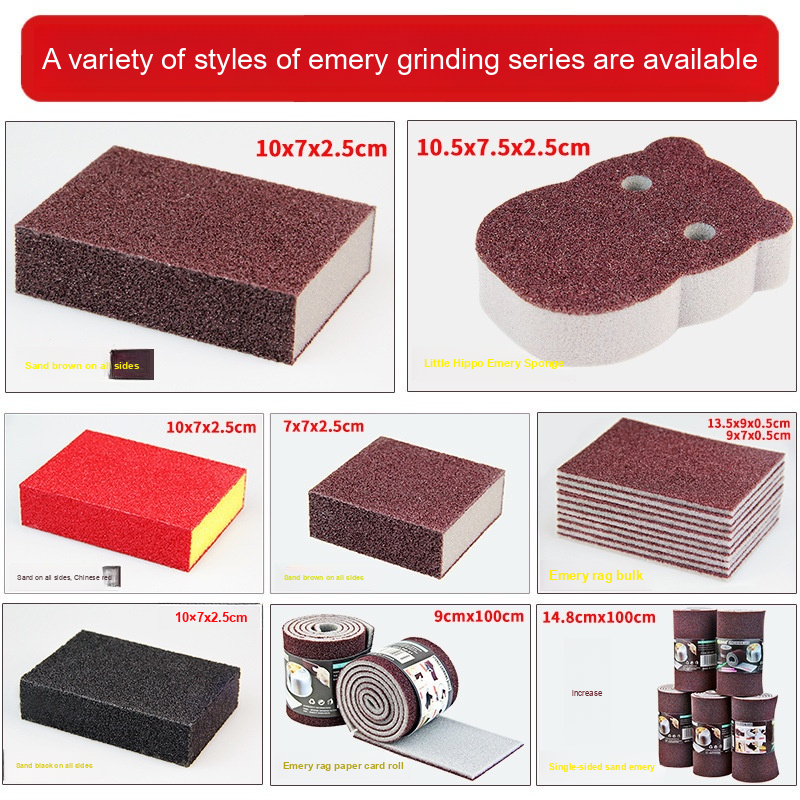 A variety of styles of emery grinding series are available
10x7x2.5cm
Sand brown on all sides
10.5x7.5x2.5cm
Little Hippo Emery Sponge
10x7x2.5cm
Sand on all sides, Chinese red
7x7x2.5cm
Sand brown on all sides
13.5x9x0.5cm
9x7x0.5cm
Emery rag bulk
10×7x2.5cm
Sand black on all sides
9cmx100cm
Emery rag paper card roll
14.8cmx100cm
Increase
Single-sided sand emery